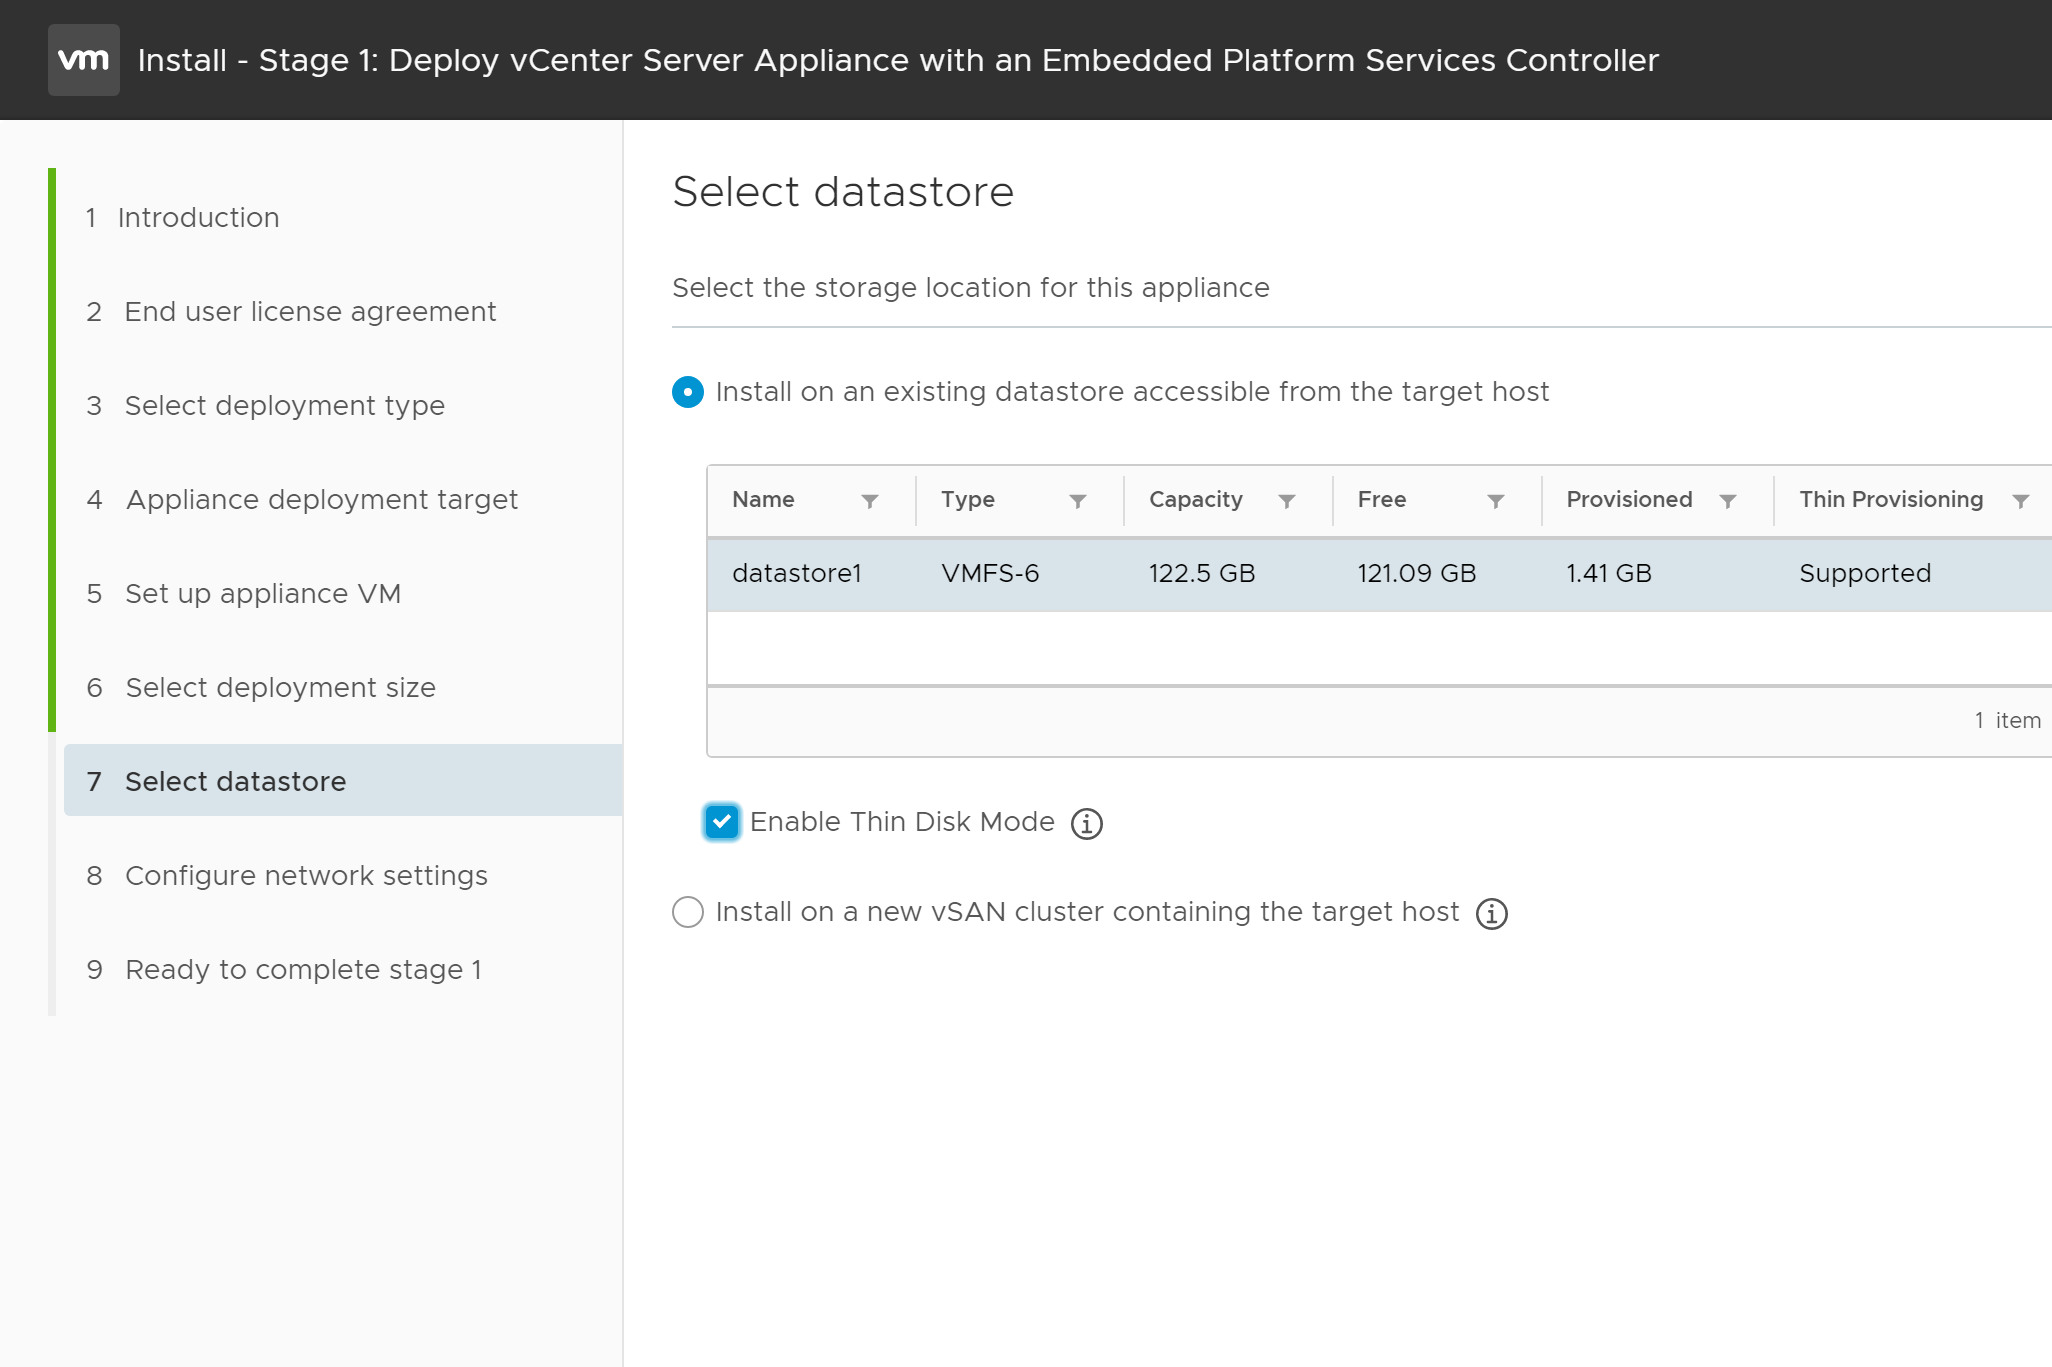 vm Install - Stage 1: Deploy vCenter Server Appliance with an Embedded Platform Services Controller
1 Introduction
2 End user license agreement
3 Select deployment type
4 Appliance deployment target
5 Set up appliance VM
6 Select deployment size
7 Select datastore
8 Configure network settings
9 Ready to complete stage 1
Select datastore
Select the storage location for this appliance
Install on an existing datastore accessible from the target host
Name Type Capacity Free Provisioned Thin Provisioning
datastore1 VMFS-6 122.5 GB 121.09 GB 1.41 GB Supported
1 item
Enable Thin Disk Mode
Install on a new vSAN cluster containing the target host